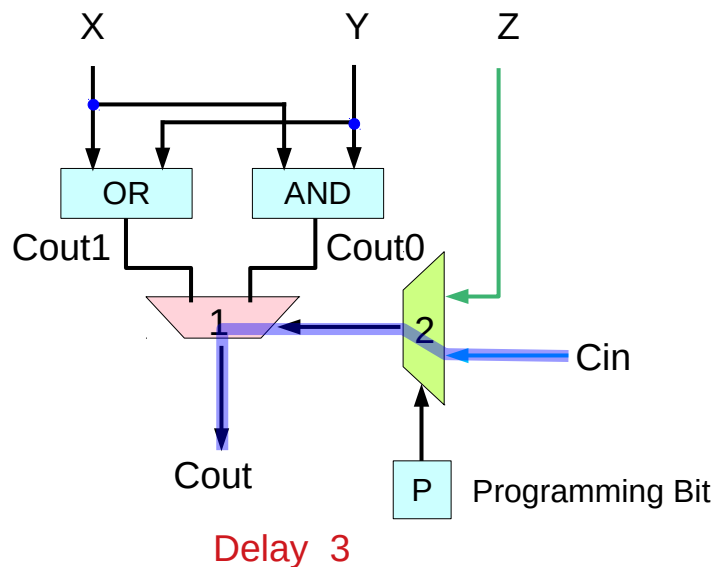 X Y Z
OR AND
Cout1 Cout0
1 2
Cin
Cout
P Programming Bit
Delay 3